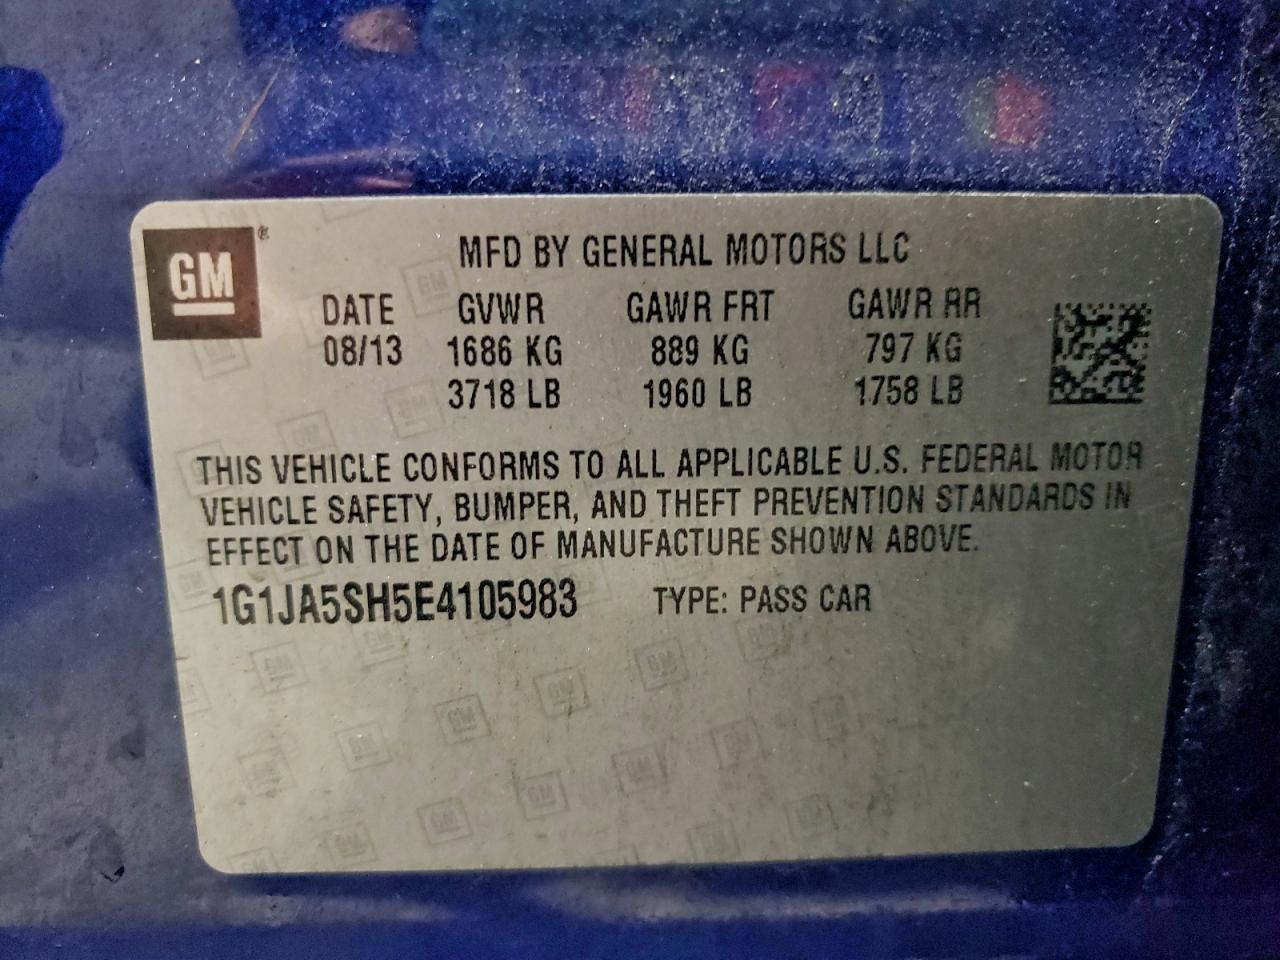 GM®
MFD BY GENERAL MOTORS LLC
DATE GVWR GAWR FRT GAWR RR
08/13 1686 KG 889 KG 797 KG
3718 LB 1960 LB 1758 LB
THIS VEHICLE CONFORMS TO ALL APPLICABLE U.S. FEDERAL MOTOR
VEHICLE SAFETY, BUMPER, AND THEFT PREVENTION STANDARDS IN
EFFECT ON THE DATE OF MANUFACTURE SHOWN ABOVE.
1G1JA5SH5E4105983 TYPE: PASS CAR